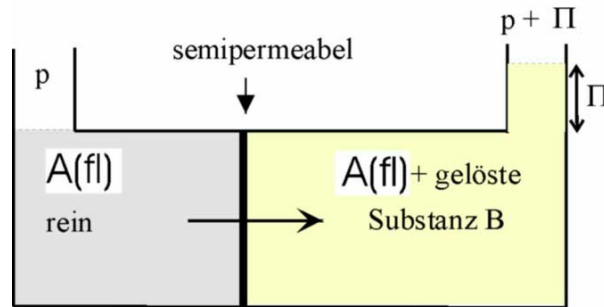 p + Π
semipermeabel
p
Π
A(fl)
rein
A(fl) + gelöste
Substanz B